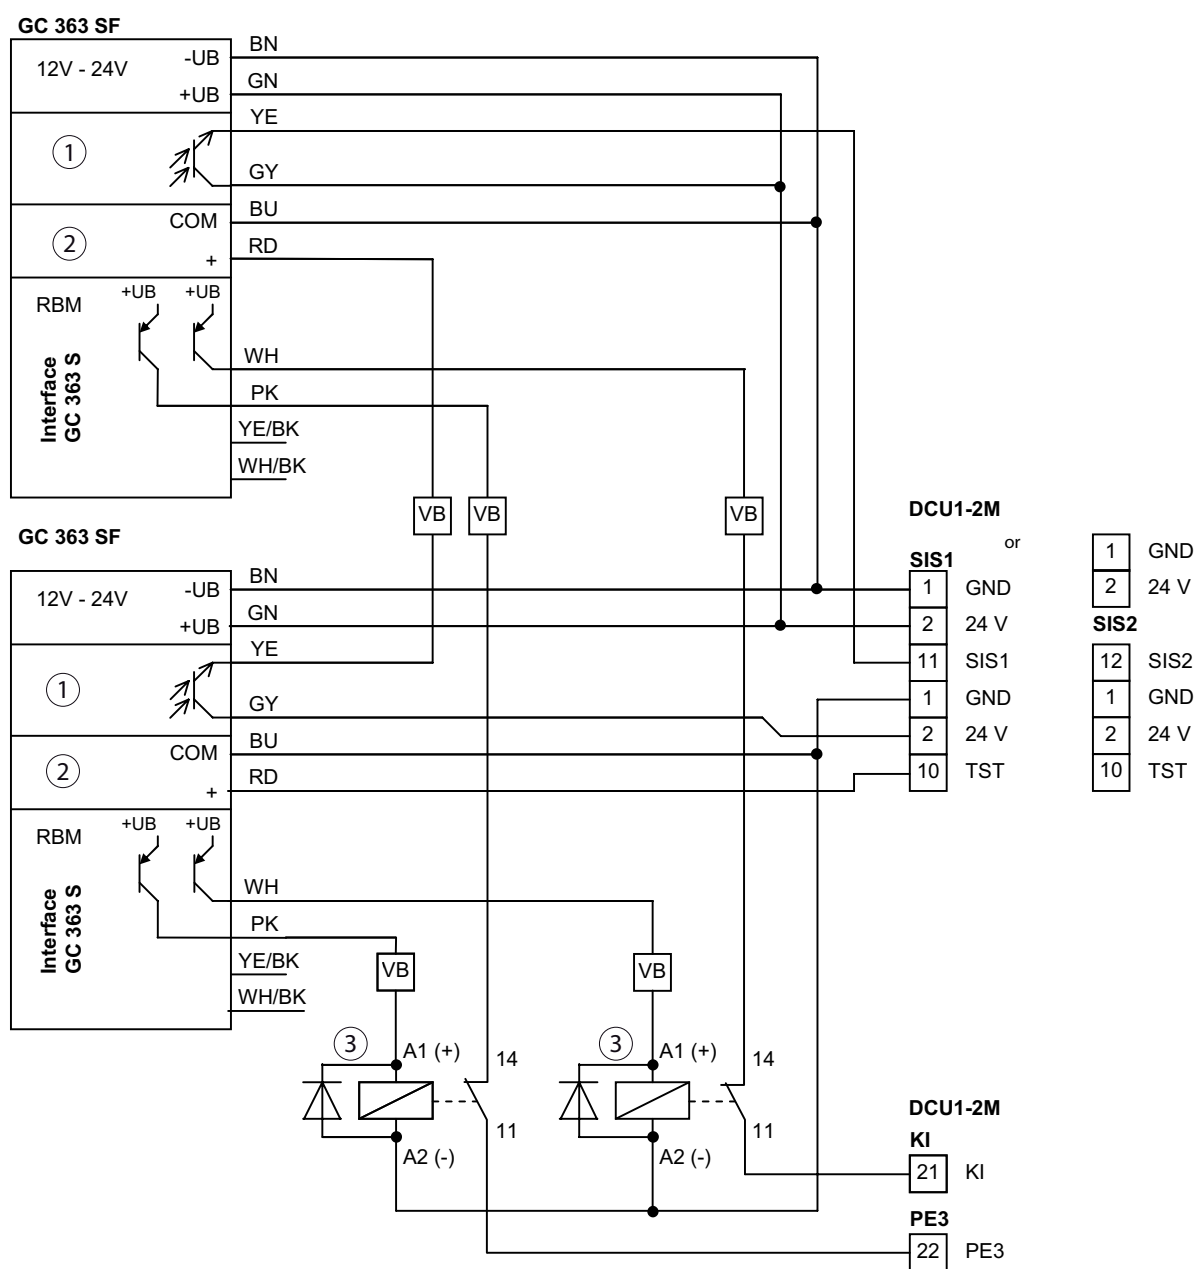 GC 363 SF
12V - 24V
-UB
BN
+UB
GN
1
YE
GY
2
COM
BU
+
RD
RBM
+UB
+UB
Interface
GC 363 S
WH
PK
YE/BK
WH/BK
VB
VB
VB
GC 363 SF
12V - 24V
-UB
BN
+UB
GN
1
YE
GY
2
COM
BU
+
RD
RBM
+UB
+UB
Interface
GC 363 S
WH
PK
YE/BK
WH/BK
VB
VB
DCU1-2M
or
SIS1
1 GND
2 24 V
11 SIS1
1 GND
2 24 V
10 TST
1 GND
2 24 V
SIS2
12 SIS2
1 GND
2 24 V
10 TST
3
A1 (+)
14
11
A2 (-)
3
A1 (+)
14
11
A2 (-)
DCU1-2M
KI
21 KI
PE3
22 PE3